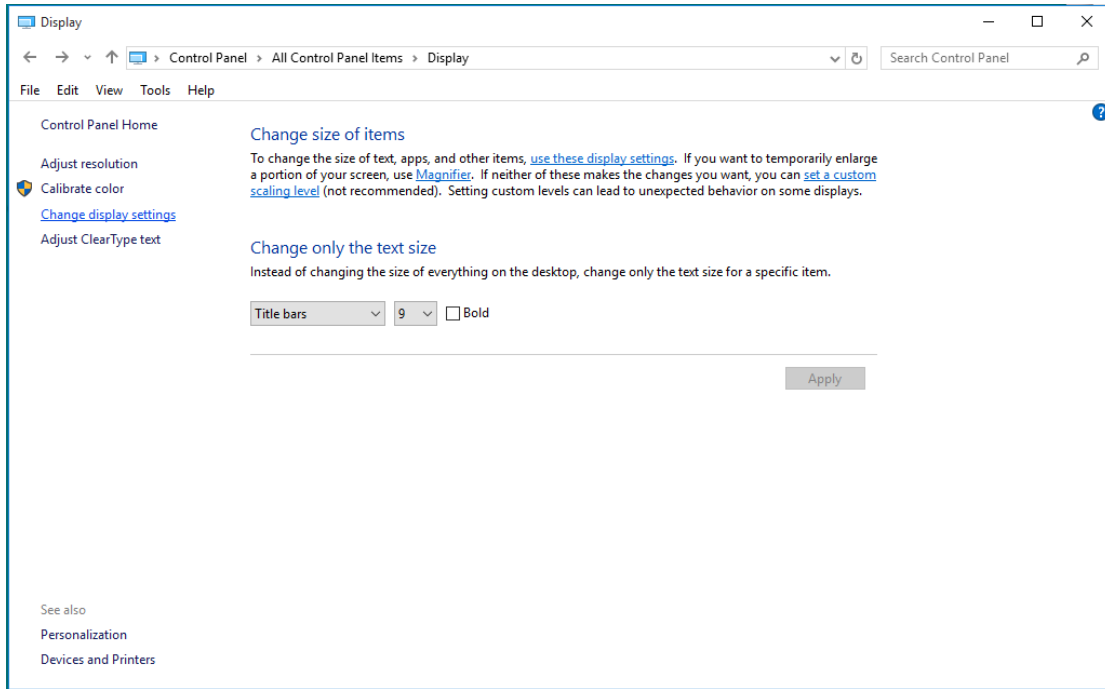 Display
Control Panel > All Control Panel Items > Display
Search Control Panel
File Edit View Tools Help
Control Panel Home
Adjust resolution
Calibrate color
Change display settings
Adjust ClearType text
Change size of items
To change the size of text, apps, and other items, use these display settings. If you want to temporarily enlarge
a portion of your screen, use Magnifier. If neither of these makes the changes you want, you can set a custom
scaling level (not recommended). Setting custom levels can lead to unexpected behavior on some displays.
Change only the text size
Instead of changing the size of everything on the desktop, change only the text size for a specific item.
Title bars 9 Bold
Apply
See also
Personalization
Devices and Printers